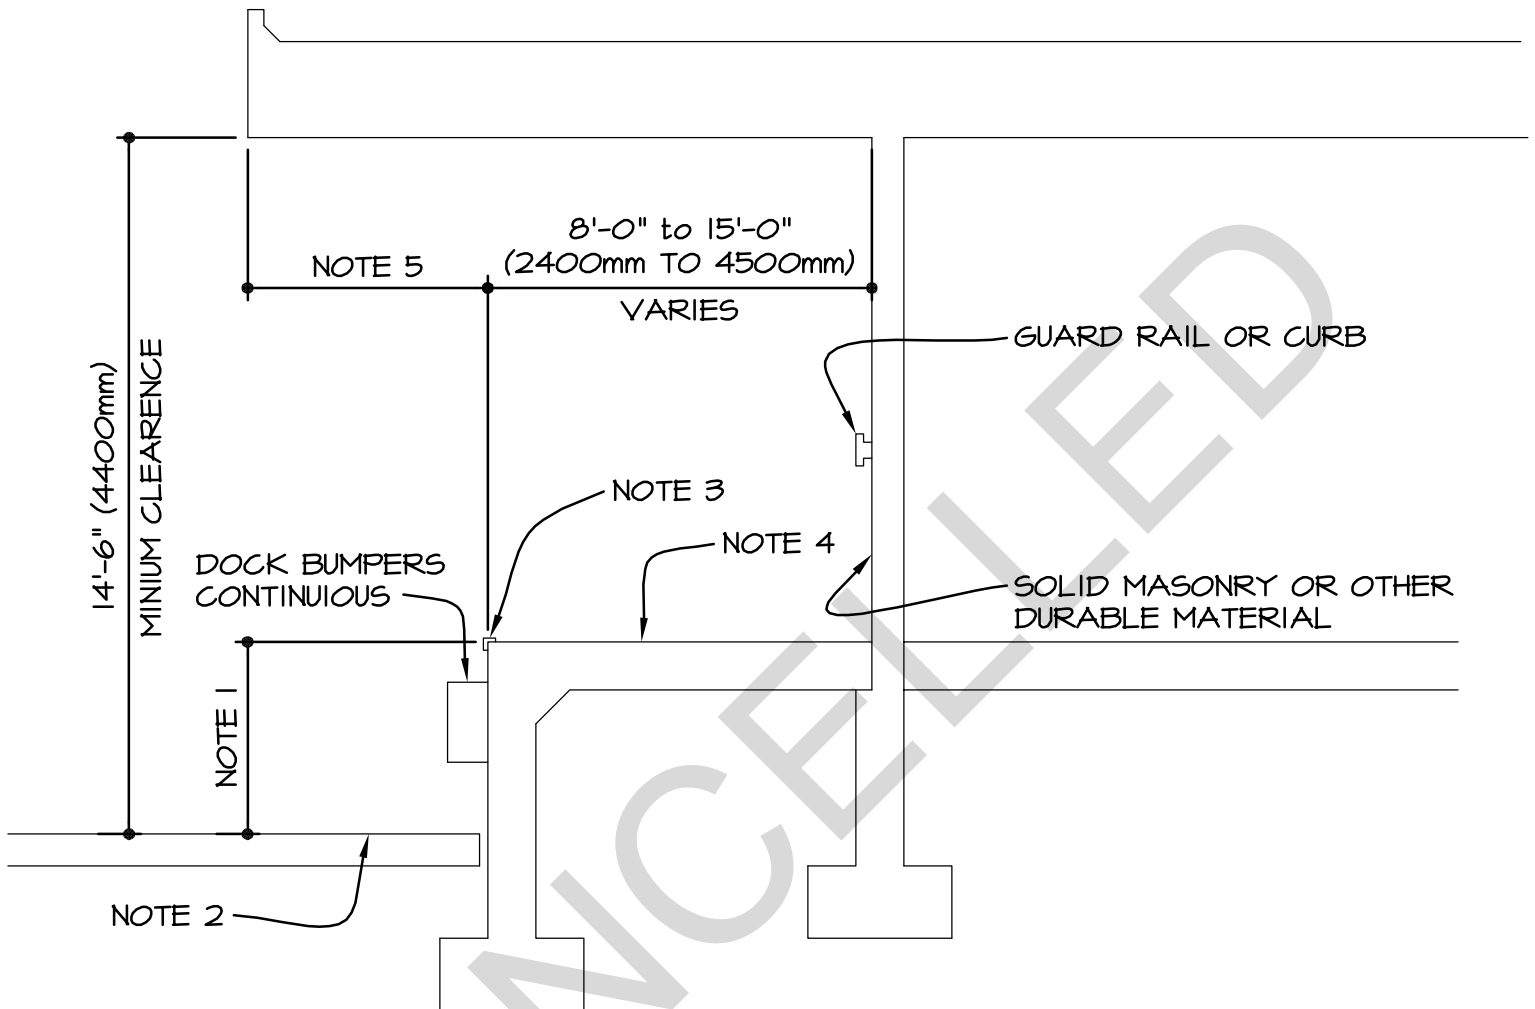 8'-0" to 15'-0"
(2400mm TO 4500mm)
NOTE 5
VARIES
GUARD RAIL OR CURB
14'-6" (4400mm)
MINIUM CLEARENCE
NOTE 3
NOTE 4
DOCK BUMPERS
CONTINUIOUS
SOLID MASONRY OR OTHER
DURABLE MATERIAL
NOTE 1
NOTE 2
NCELLED